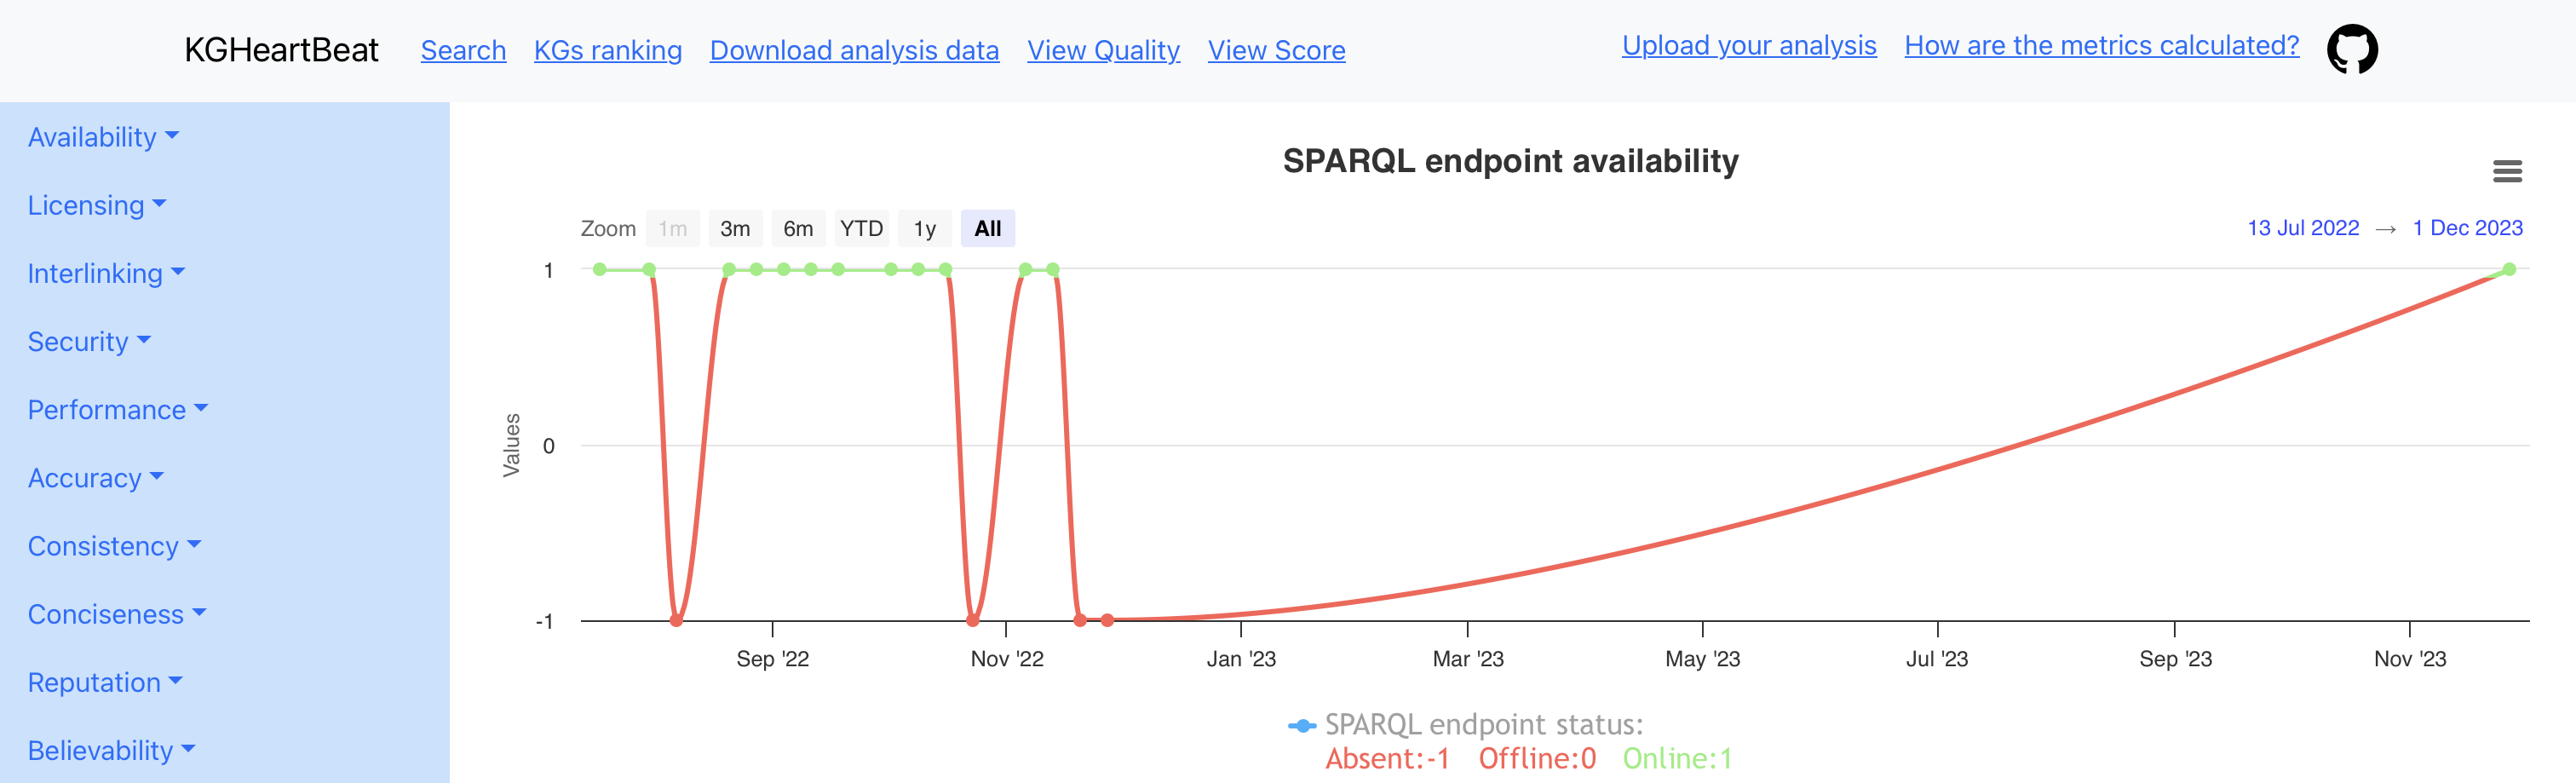 KGHeartBeat Search KGs ranking Download analysis data View Quality View Score Upload your analysis How are the metrics calculated?
Availability
Licensing
Interlinking
Security
Performance
Accuracy
Consistency
Conciseness
Reputation
Believability
SPARQL endpoint availability
Zoom 1m 3m 6m YTD 1y All 13 Jul 2022 → 1 Dec 2023
1
0
-1
Values
Sep '22 Nov '22 Jan '23 Mar '23 May '23 Jul '23 Sep '23 Nov '23
SPARQL endpoint status:
Absent:-1 Offline:0 Online:1